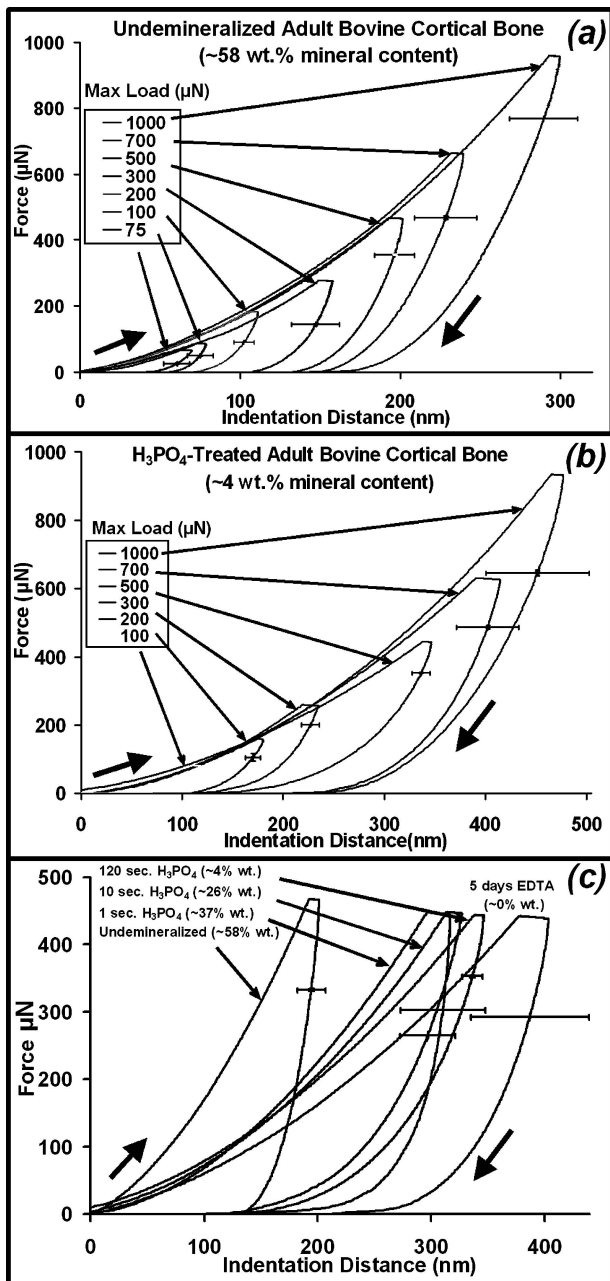 Undemineralized Adult Bovine Cortical Bone
(~58 wt.% mineral content)
(a)
Max Load (µN)
1000
700
500
300
200
100
75
Force (µN)
1000
800
600
400
200
0
0 100 200 300
Indentation Distance (nm)
H₃PO₄-Treated Adult Bovine Cortical Bone
(~4 wt.% mineral content)
(b)
Max Load (µN)
1000
700
500
300
200
100
Force (µN)
1000
800
600
400
200
0
0 100 200 300 400 500
Indentation Distance(nm)
(c)
120 sec. H₃PO₄ (~4% wt.)
10 sec. H₃PO₄ (~26% wt.)
1 sec. H₃PO₄ (~37% wt.)
Undemineralized (~58% wt.)
5 days EDTA
(~0% wt.)
Force µN
500
400
300
200
100
0
0 100 200 300 400
Indentation Distance (nm)